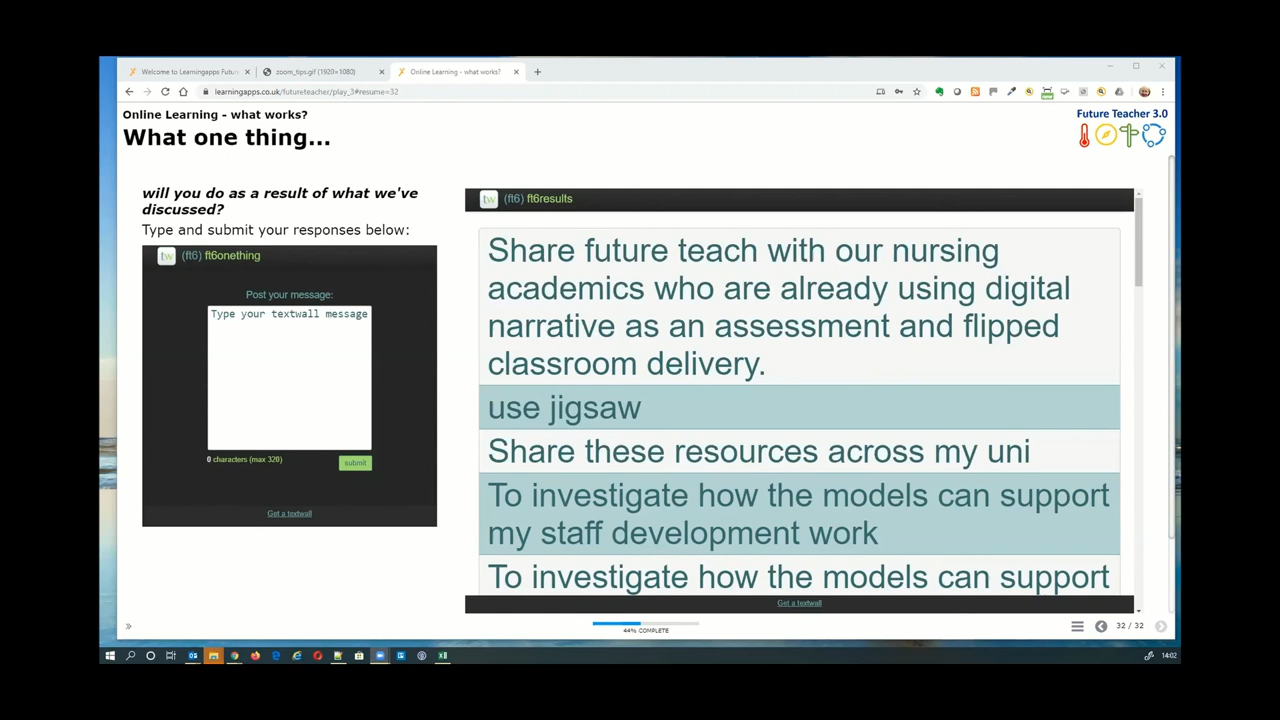 Welcome to Learningapps Futur
zoom_tips.gif (1920×1080)
Online Learning - what works?
learningapps.co.uk/futureteacher/play_3#resume=32
Online Learning - what works?
What one thing...
Future Teacher 3.0
will you do as a result of what we've
discussed?
Type and submit your responses below:
tw (ft6) ft6onething
Post your message:
Type your textwall message
0 characters (max 320)
submit
Get a textwall
tw (ft6) ft6results
Share future teach with our nursing
academics who are already using digital
narrative as an assessment and flipped
classroom delivery.
use jigsaw
Share these resources across my uni
To investigate how the models can support
my staff development work
To investigate how the models can support
Get a textwall
44% COMPLETE
32 / 32
14:02